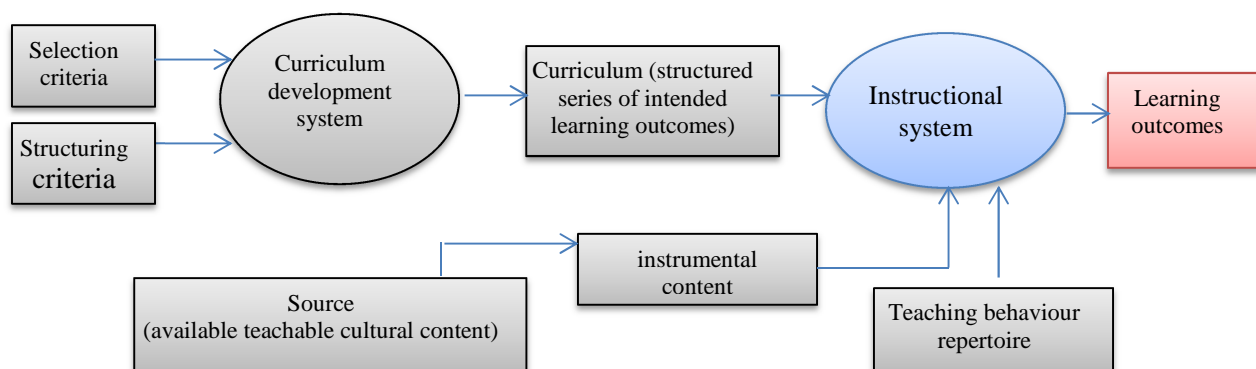 Selection
criteria
Structuring
criteria
Curriculum
development
system
Curriculum (structured
series of intended
learning outcomes)
Instructional
system
Learning
outcomes
Source
(available teachable cultural content)
instrumental
content
Teaching behaviour
repertoire